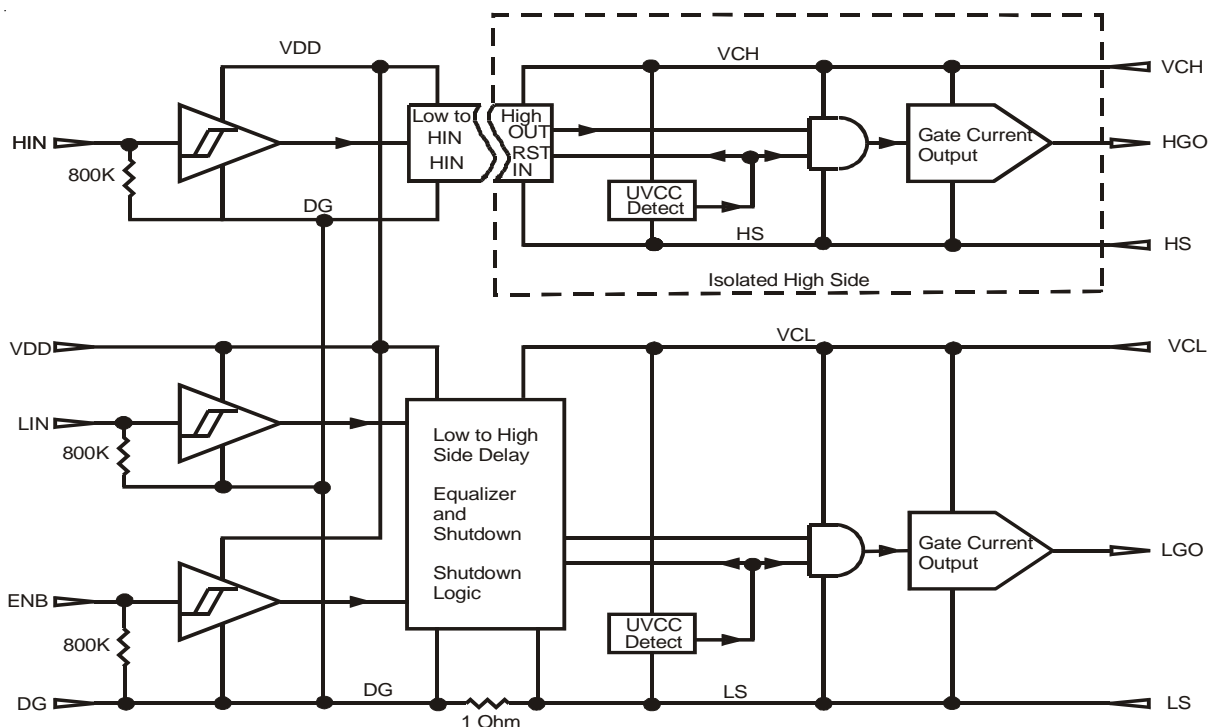 VDD
VCH
VCH
HIN
800K
Low to
HIN
HIN
High
OUT
RST
IN
UVCC
Detect
Gate Current
Output
HGO
DG
HS
HS
Isolated High Side
VDD
VCL
VCL
LIN
800K
Low to High
Side Delay
Equalizer
and
Shutdown
Shutdown
Logic
Gate Current
Output
LGO
ENB
800K
UVCC
Detect
DG
DG
1 Ohm
LS
LS